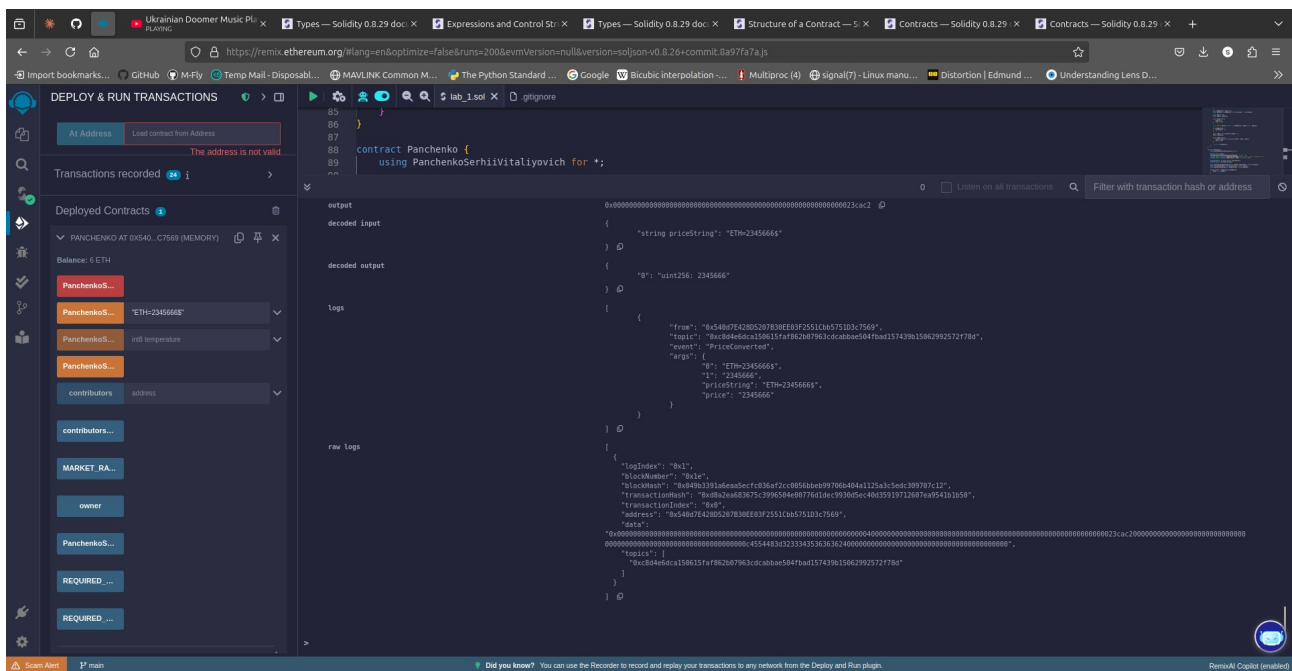 Ukrainian Doomer Music Pla
PLAYING
Types — Solidity 0.8.29 doc
Expressions and Control Str
Types — Solidity 0.8.29 doc
Structure of a Contract — S
Contracts — Solidity 0.8.29
Contracts — Solidity 0.8.29
https://remix.ethereum.org/#lang=en&optimize=false&runs=200&evmVersion=null&version=soljson-v0.8.26+commit.8a97fa7a.js
Import bookmarks... GitHub M-Fly Temp Mail - Disposabl... MAVLINK Common M... The Python Standard ... Google Bicubic interpolation -... Multiproc (4) signal(7) - Linux manu... Distortion | Edmund ... Understanding Lens D...
DEPLOY & RUN TRANSACTIONS
lab_1.sol
.gitignore
At Address
Load contract from Address
The address is not valid
Transactions recorded 24 i
Deployed Contracts 1
PANCHENKO AT 0X540...C7569 (MEMORY)
Balance: 6 ETH
PanchenkoS...
PanchenkoS... "ETH=2345666$"
PanchenkoS... int8 temperature
PanchenkoS...
contributors address
contributors...
MARKET_RA...
owner
PanchenkoS...
REQUIRED_...
REQUIRED_...
85 }
86 }
87
88 contract Panchenko {
89 using PanchenkoSerhiiVitaliyovich for *;
0 Listen on all transactions Filter with transaction hash or address
output
decoded input {
"string priceString": "ETH=2345666$"
}
decoded output {
"0": "uint256: 2345666"
}
logs [
{
"from": "0x540d7E428D5207B30EE03F2551Cbb5751D3c7569",
"event": "PriceConverted",
"args": {
"0": "ETH=2345666$",
"1": "2345666",
"priceString": "ETH=2345666$",
"price": "2345666"
}
}
]
raw logs [
{
"logIndex": "0x1",
"blockNumber": "0x1e",
"blockHash":
"transactionHash":
"transactionIndex": "0x0",
"address": "0x540d7E428D5207B30EE03F2551Cbb5751D3c7569",
"data":
"topics": [
]
}
]
>
Scam Alert
main
Did you know? You can use the Recorder to record and replay your transactions to any network from the Deploy and Run plugin.
RemixAI Copilot (enabled)